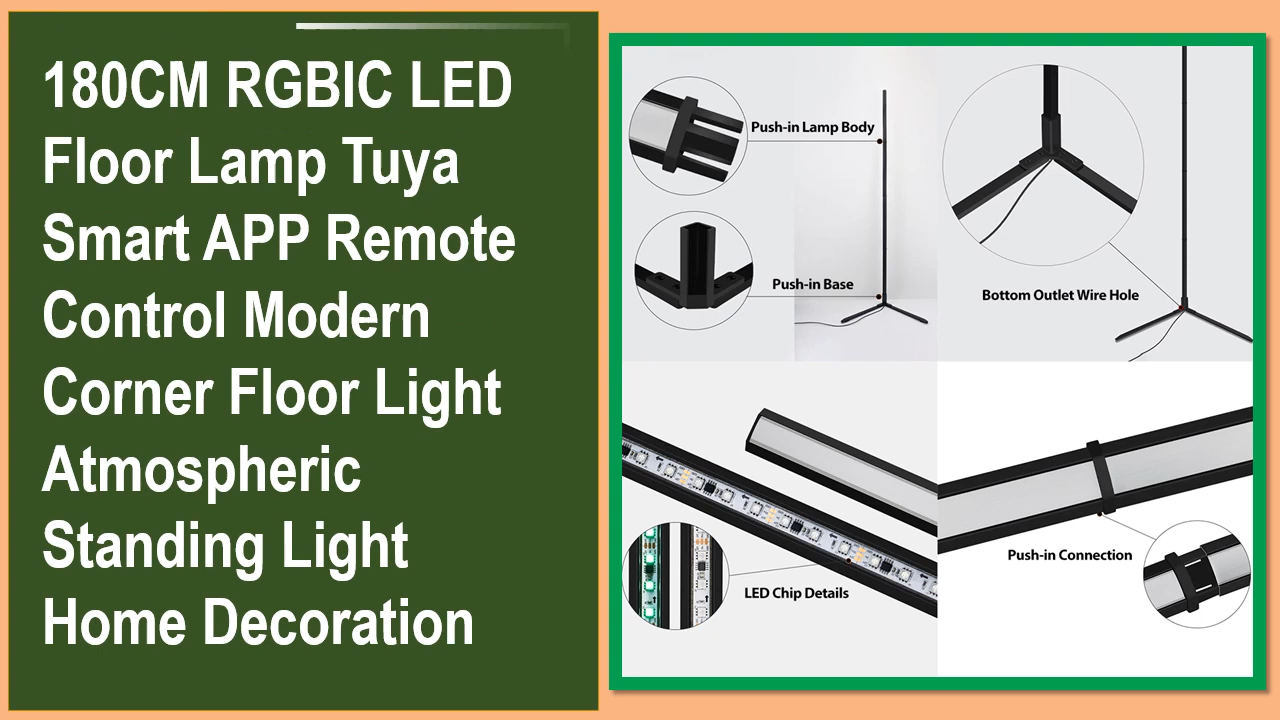 180CM RGBIC LED
Floor Lamp Tuya
Smart APP Remote
Control Modern
Corner Floor Light
Atmospheric
Standing Light
Home Decoration
Push-in Lamp Body
Push-in Base
Bottom Outlet Wire Hole
LED Chip Details
Push-in Connection